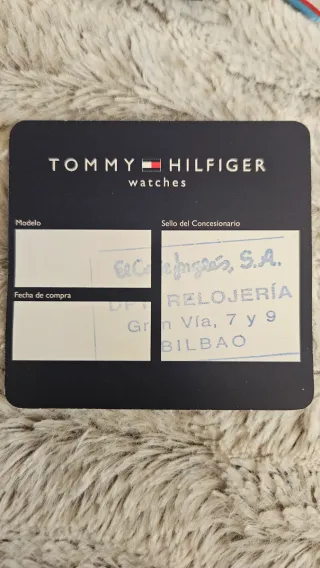 TOMMY HILFIGER
watches
Modelo
Sello del Concesionario
El Corte Inglés, S.A.
Fecha de compra
DPT. RELOJERÍA
Gran Vía, 7 y 9
BILBAO